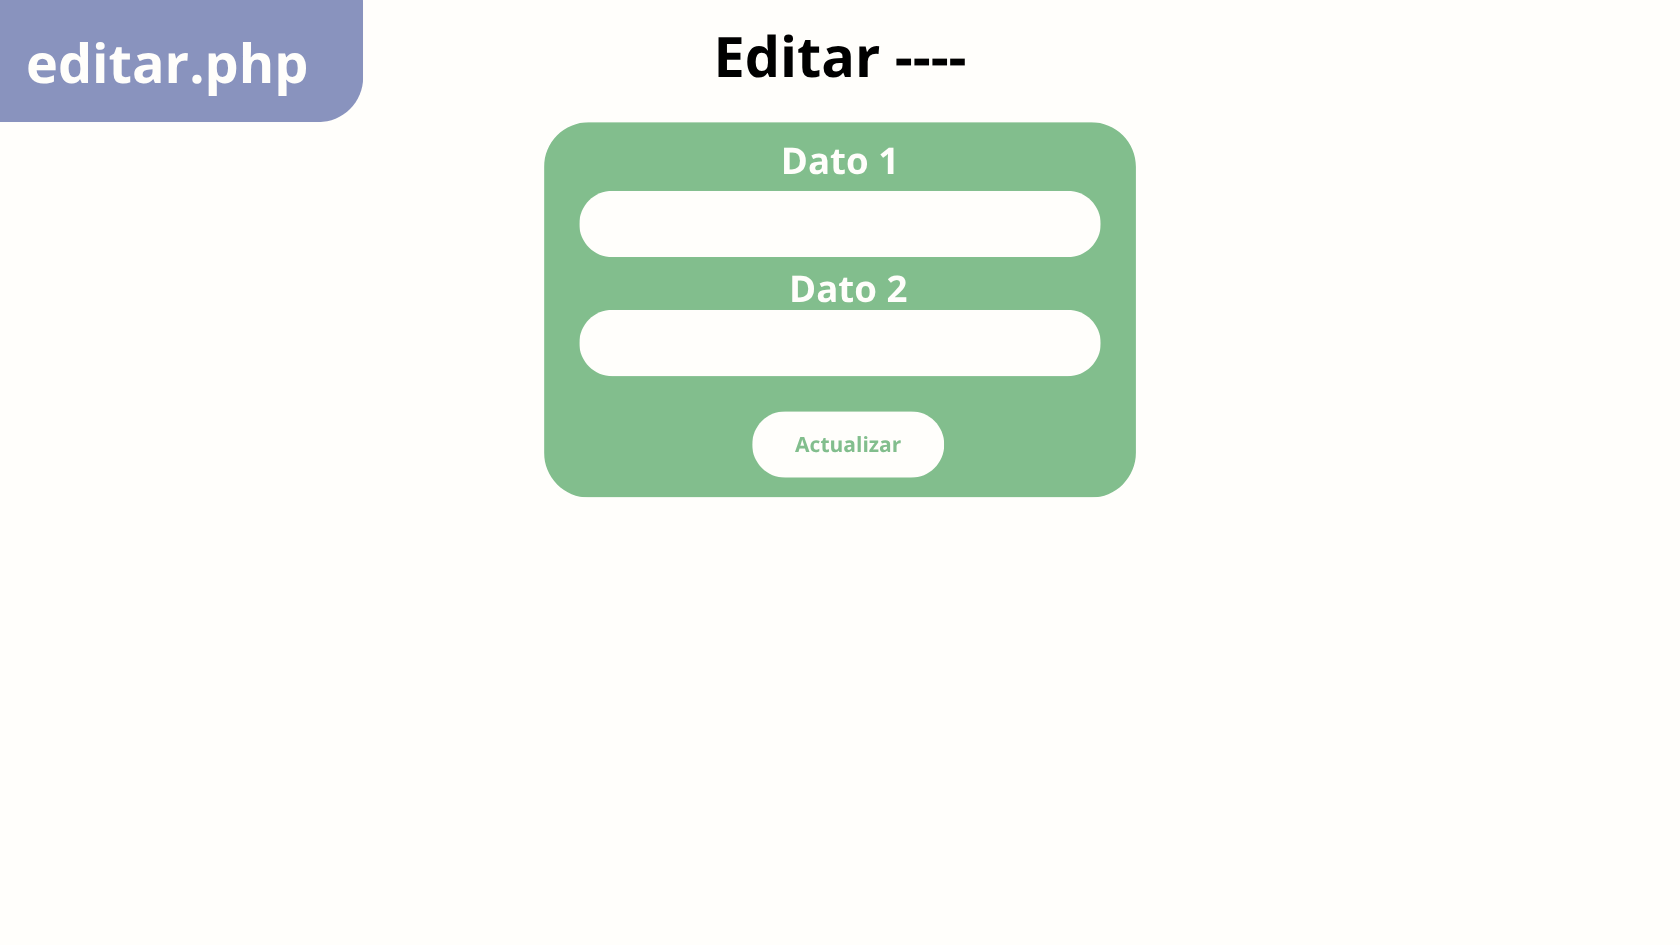 editar.php
Editar ----
Dato 1
Dato 2
Actualizar